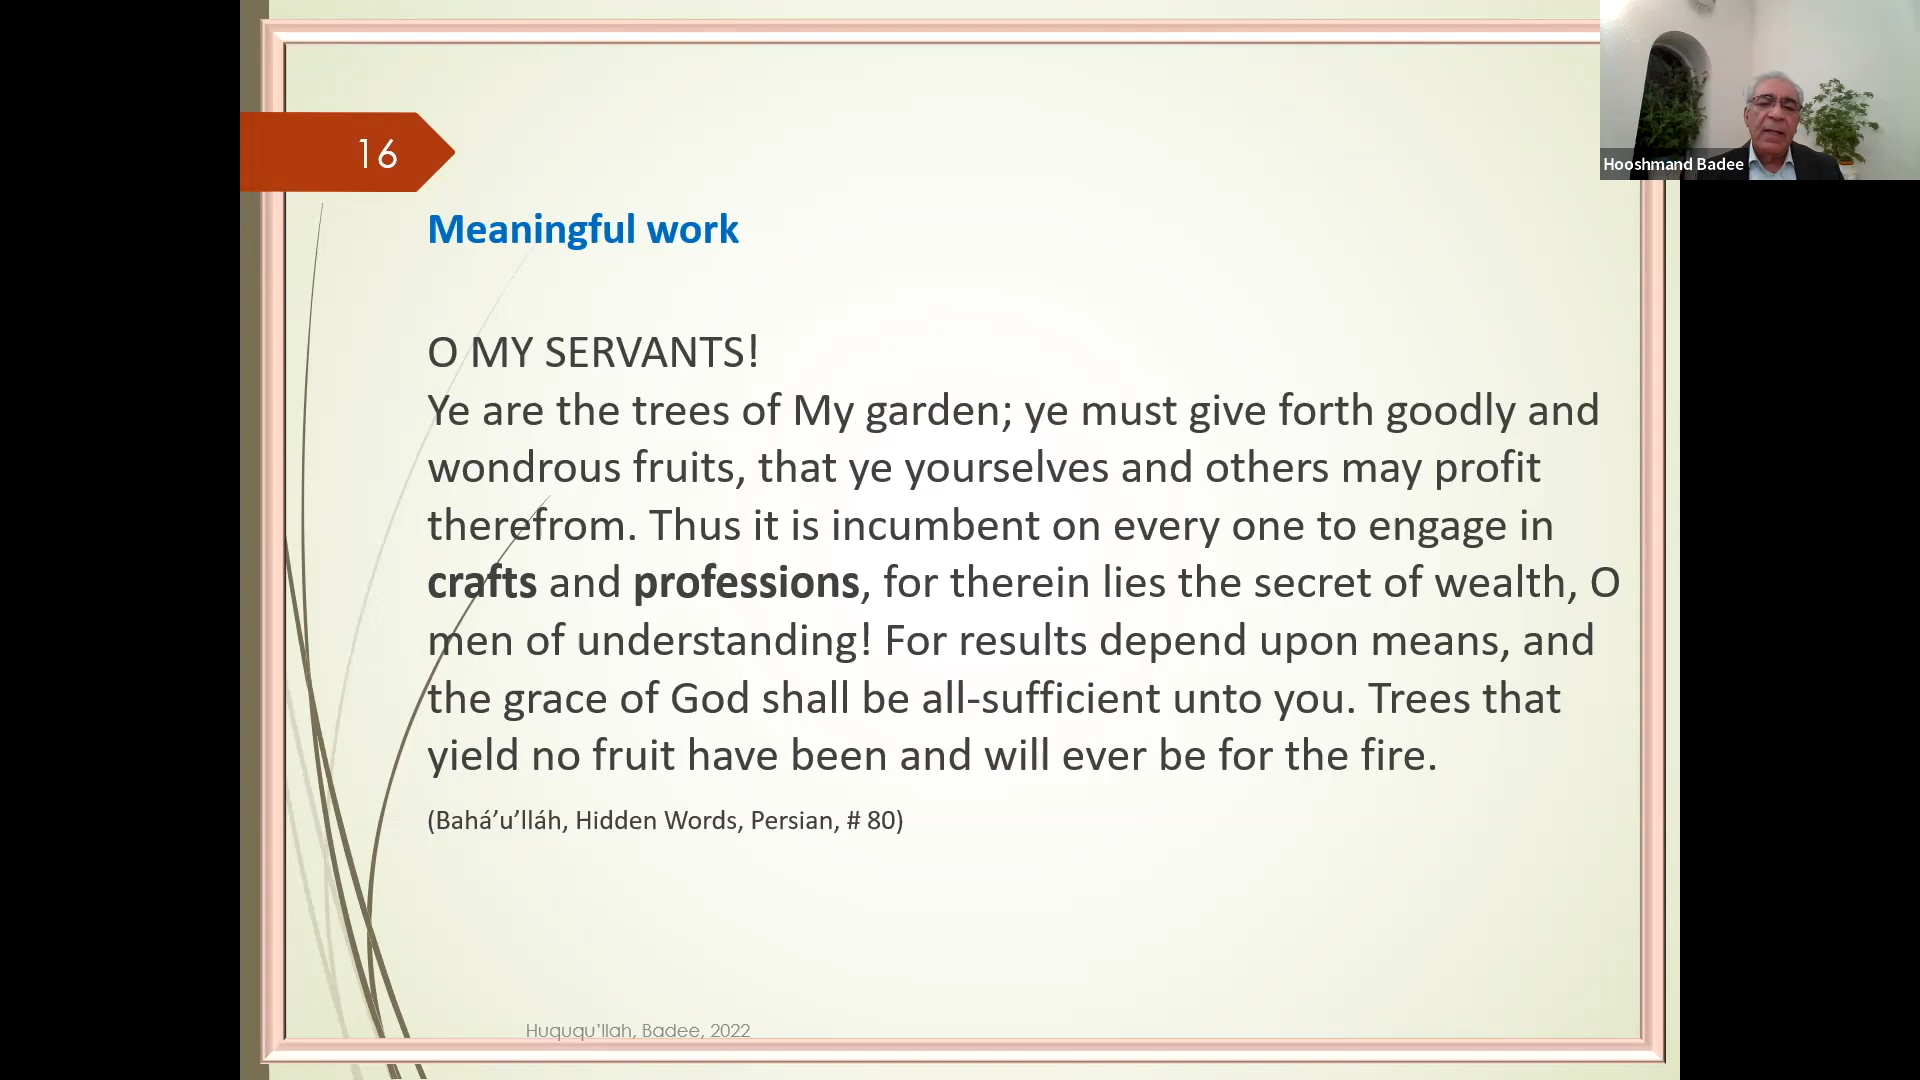 16
Hooshmand Badee
Meaningful work
O MY SERVANTS!
Ye are the trees of My garden; ye must give forth goodly and
wondrous fruits, that ye yourselves and others may profit
therefrom. Thus it is incumbent on every one to engage in
crafts and professions, for therein lies the secret of wealth, O
men of understanding! For results depend upon means, and
the grace of God shall be all-sufficient unto you. Trees that
yield no fruit have been and will ever be for the fire.
(Bahá’u’lláh, Hidden Words, Persian, # 80)
Huququ’llah, Badee, 2022